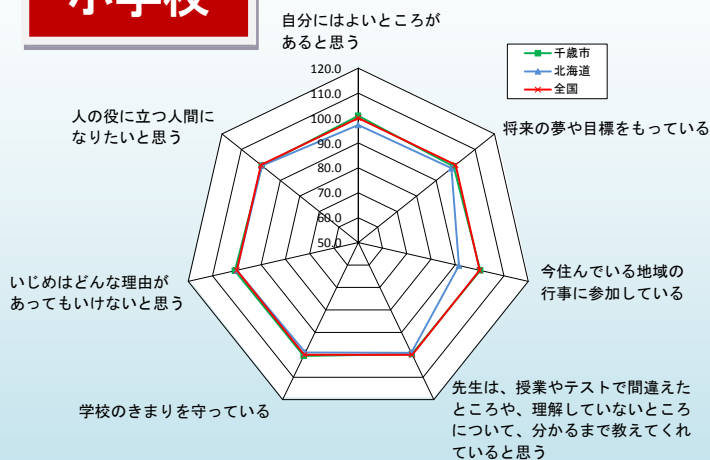 小学校
自分にはよいところが
あると思う
120.0
110.0
100.0
90.0
80.0
70.0
60.0
50.0
千歳市
北海道
全国
将来の夢や目標をもっている
今住んでいる地域の
行事に参加している
先生は、授業やテストで間違えた
ところや、理解していないところ
について、分かるまで教えてくれ
ていると思う
学校のきまりを守っている
いじめはどんな理由が
あってもいけないと思う
人の役に立つ人間に
なりたいと思う